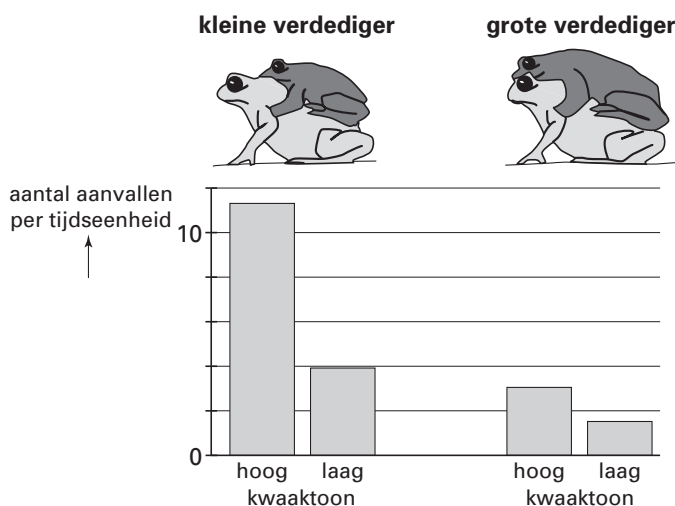 kleine verdediger
grote verdediger
aantal aanvallen
per tijdseenheid
10
0
hoog
laag
kwaaktoon
hoog
laag
kwaaktoon